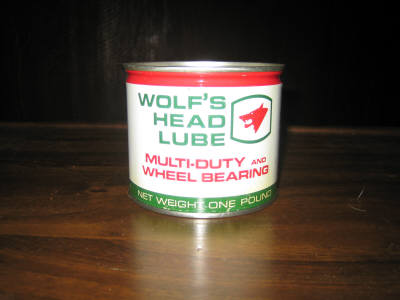 WOLF'S
HEAD
LUBE
MULTI-DUTY AND
WHEEL BEARING
NET WEIGHT ONE POUND